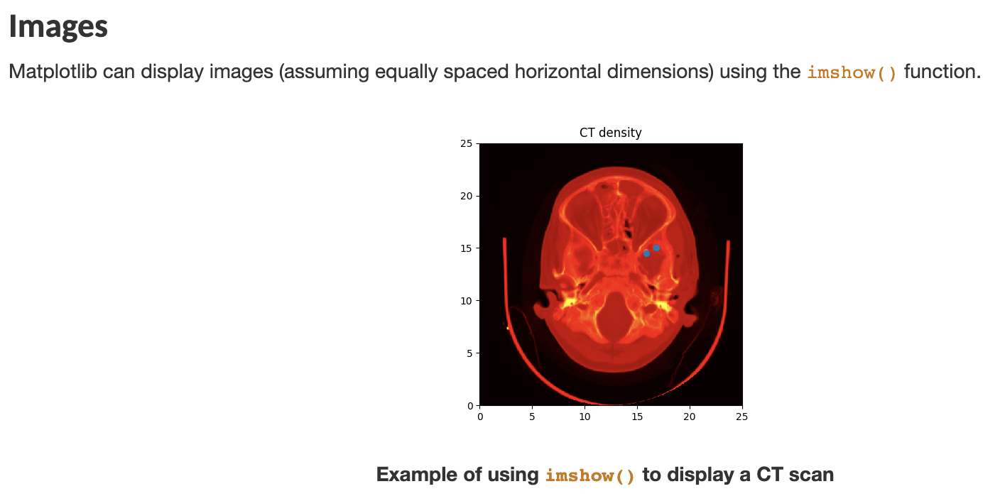 Images
Matplotlib can display images (assuming equally spaced horizontal dimensions) using the imshow() function.
CT density
25
20
15
10
5
0
0 5 10 15 20 25
Example of using imshow() to display a CT scan